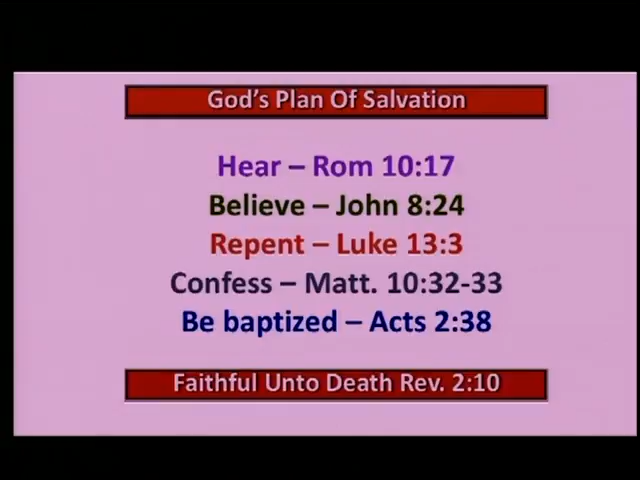 God's Plan Of Salvation
Hear – Rom 10:17
Believe – John 8:24
Repent – Luke 13:3
Confess – Matt. 10:32-33
Be baptized – Acts 2:38
Faithful Unto Death Rev. 2:10